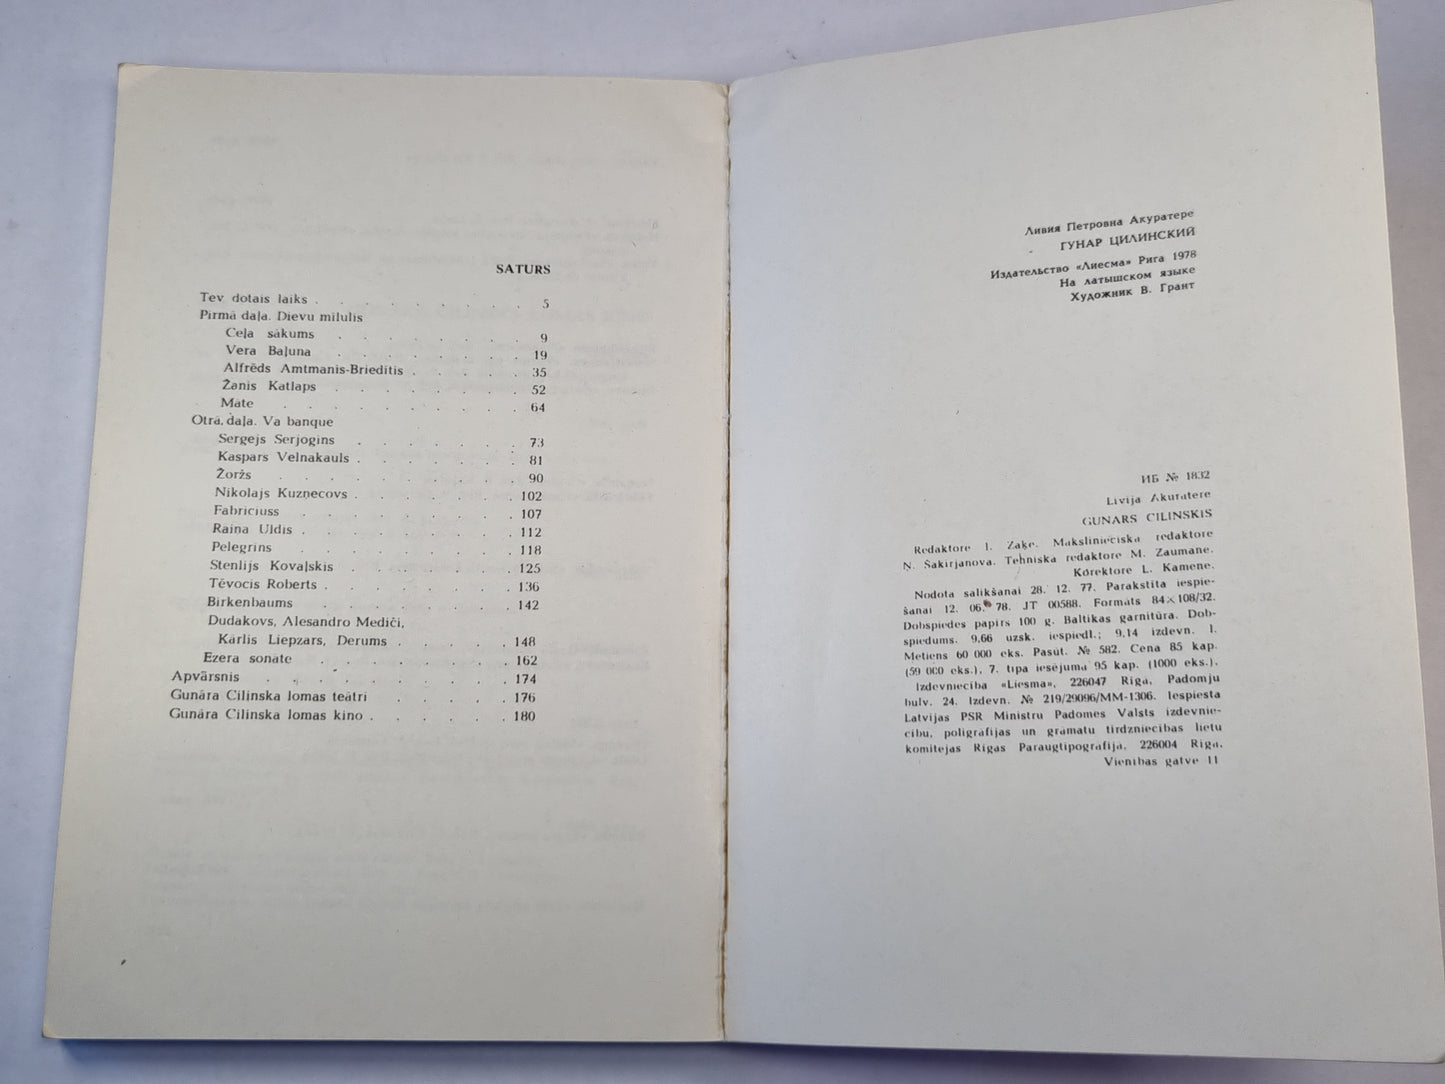 SATURS
Tev dotais laiks . . . . . . . . . 5
Pirmā daļa. Dievu mīlulis
Ceļa sākums . . . . . . . . 9
Vera Baļuna . . . . . . . . 19
Alfrēds Amtmanis-Briedītis . . . . . 35
Žanis Katlaps . . . . . . . . 52
Māte . . . . . . . . . . 64
Otrā daļa. Va banque
Sergejs Serjogins . . . . . . . 73
Kaspars Velnakauls . . . . . . . 81
Žoržs . . . . . . . . . . 90
Nikolajs Kuzņecovs . . . . . . . 102
Fabriciuss . . . . . . . . . 107
Raina Uldis . . . . . . . . . 112
Pelēgrīns . . . . . . . . . 118
Stenlijs Kovaļskis . . . . . . . 125
Tēvocis Roberts . . . . . . . . 136
Birkenbaums . . . . . . . . . 142
Dudakovs, Alesandro Mediči,
Kārlis Liepzars, Derums . . . . . 148
Ezera sonāte . . . . . . . . 162
Apvārsnis . . . . . . . . . . 174
Gunāra Cilinska lomas teātrī . . . . . 176
Gunāra Cilinska lomas kino . . . . . . 180
Ливия Петровна Акуратере
ГУНАР ЦИЛИНСКИЙ
Издательство «Лиесма» Рига 1978
На латышском языке
Художник В. Грант
ИБ № 1832
Līvija Akurātere
GUNĀRS CILINSKIS
Redaktore I. Zaķe. Mākslinieciskā redaktore
Ņ. Šakirjanova. Tehniskā redaktore M. Zaumane.
Korektore L. Kamene.
Nodota salikšanai 28. 12. 77. Parakstīta iespie-
šanai 12. 06. 78. JT 00588. Formāts 84×108/32.
Dobspiedes papīrs 100 g. Baltikas garnitūra. Dob-
spiedums. 9,66 uzsk. iespiedl.; 9,14 izdevn. l.
Metiens 60 000 eks. Pasūt. № 582. Cena 85 kap.
(59 000 eks.), 7. tipa iesējumā 95 kap. (1000 eks.).
Izdevniecība «Liesma», 226047 Rīgā, Padomju
bulv. 24. Izdevn. № 219/29096/MM-1306. Iespiesta
Latvijas PSR Ministru Padomes Valsts izdevnie-
cību, poligrāfijas un grāmatu tirdzniecības lietu
komitejas Rīgas Paraugtipogrāfijā, 226004 Rīgā,
Vienības gatvē 11